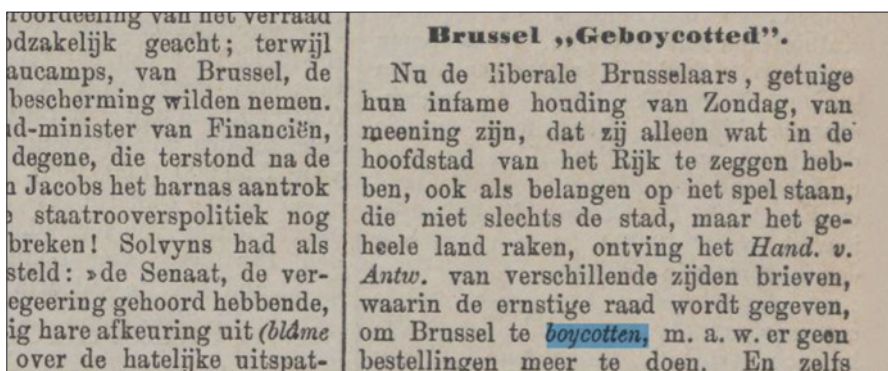 roordeeling van het verraad
odzakelijk geacht; terwijl
aucamps, van Brussel, de
bescherming wilden nemen.
id-minister van Financiën,
degene, die terstond na de
n Jacobs het harnas aantrok
e staatrooverspolitiek nog
breken! Solvyns had als
steld: »de Senaat, de ver-
egeering gehoord hebbende,
ig hare afkeuring uit (blâme
over de hatelijke uitspat-
Brussel „Geboycotted”.
Nu de liberale Brusselaars, getuige
hun infame houding van Zondag, van
meening zijn, dat zij alleen wat in de
hoofdstad van het Rijk te zeggen heb-
ben, ook als belangen op het spel staan,
die niet slechts de stad, maar het ge-
heele land raken, ontving het Hand. v.
Antw. van verschillende zijden brieven,
waarin de ernstige raad wordt gegeven,
om Brussel te boycotten, m. a. w. er geen
bestellingen meer te doen. En zelfs